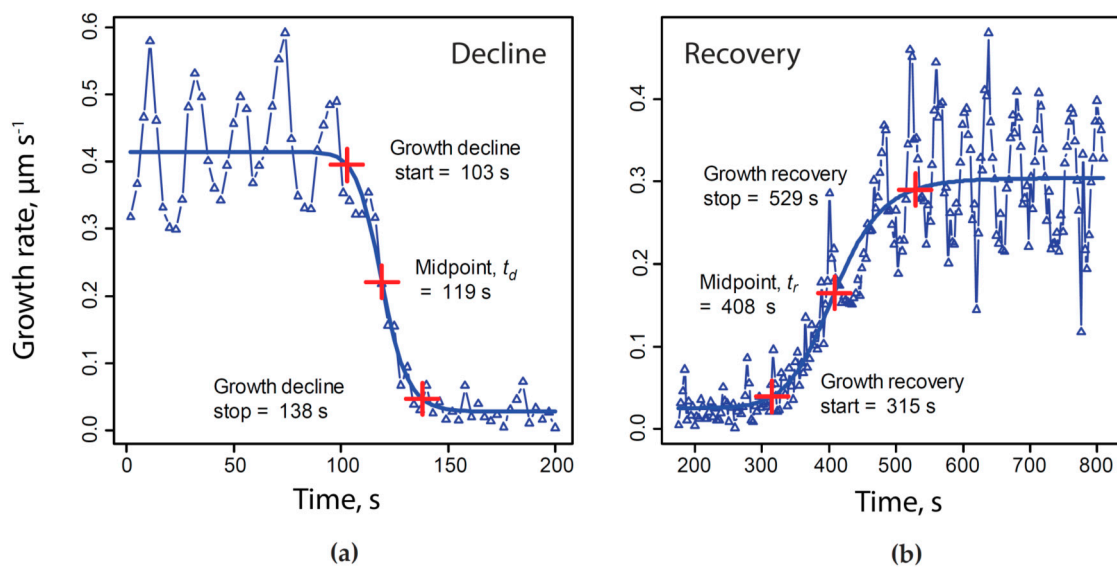 Decline
Growth rate, µm s⁻¹
0.6
0.5
0.4
0.3
0.2
0.1
0.0
Growth decline
start = 103 s
Midpoint, t_d
= 119 s
Growth decline
stop = 138 s
0 50 100 150 200
Time, s
(a)
Recovery
0.4
0.3
0.2
0.1
0.0
Growth recovery
stop = 529 s
Midpoint, t_r
= 408 s
Growth recovery
start = 315 s
200 300 400 500 600 700 800
Time, s
(b)